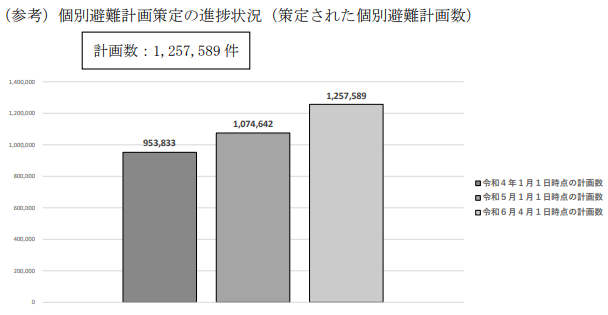 （参考）個別避難計画策定の進捗状況（策定された個別避難計画数）
計画数：1,257,589 件
1,400,000
1,200,000
1,000,000
800,000
600,000
400,000
200,000
0
953,833
1,074,642
1,257,589
令和４年１月１日時点の計画数
令和５月１月１日時点の計画数
令和６月４月１日時点の計画数